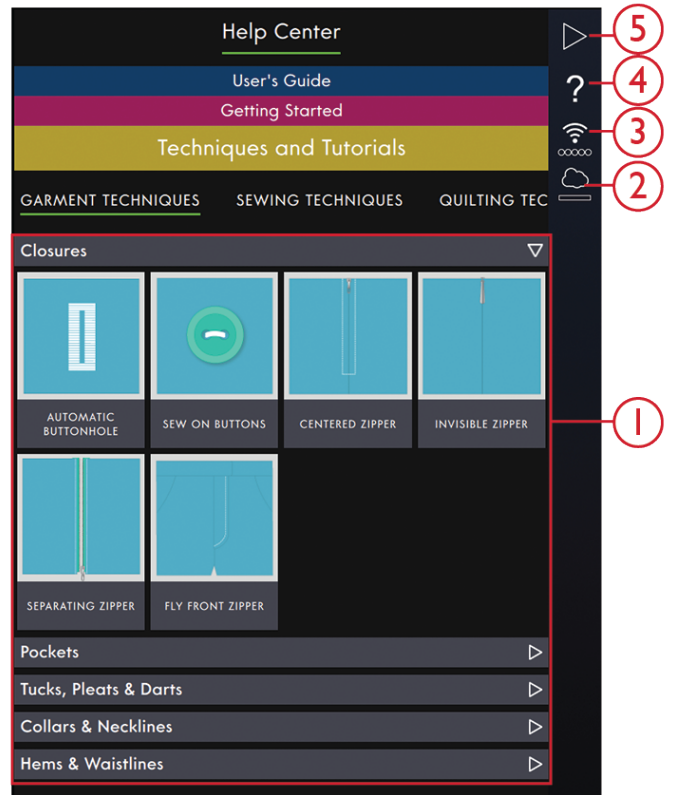 Help Center
User's Guide
Getting Started
Techniques and Tutorials
GARMENT TECHNIQUES SEWING TECHNIQUES QUILTING TEC
Closures
AUTOMATIC
BUTTONHOLE
SEW ON BUTTONS
CENTERED ZIPPER
INVISIBLE ZIPPER
SEPARATING ZIPPER
FLY FRONT ZIPPER
Pockets
Tucks, Pleats & Darts
Collars & Necklines
Hems & Waistlines
5
?
4
3
2
1